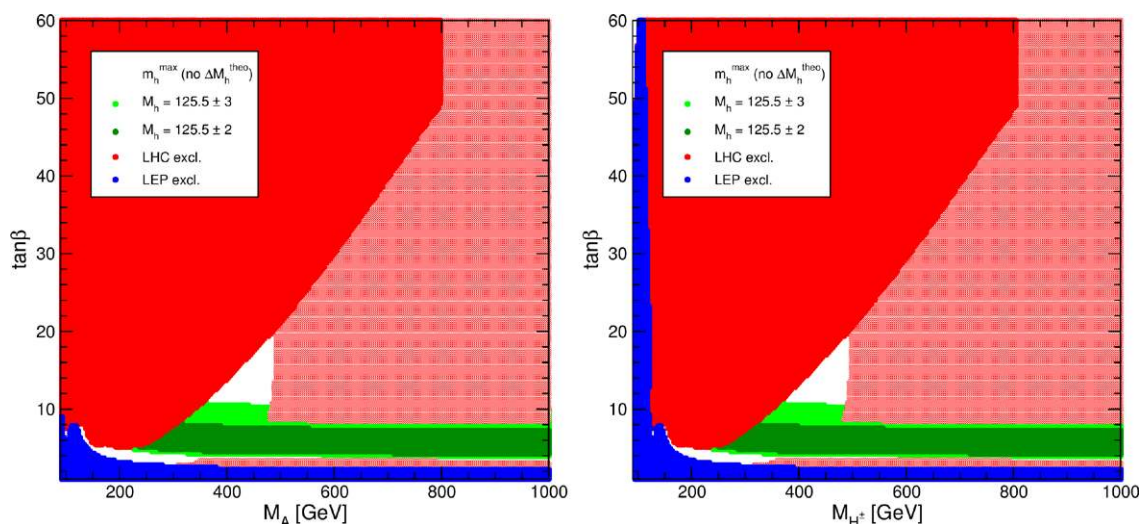 60
50
40
30
20
10
tanβ
m_h^max (no ΔM_h^theo)
M_h = 125.5 ± 3
M_h = 125.5 ± 2
LHC excl.
LEP excl.
200 400 600 800 1000
M_A [GeV]
60
50
40
30
20
10
tanβ
m_h^max (no ΔM_h^theo)
M_h = 125.5 ± 3
M_h = 125.5 ± 2
LHC excl.
LEP excl.
200 400 600 800 1000
M_H± [GeV]